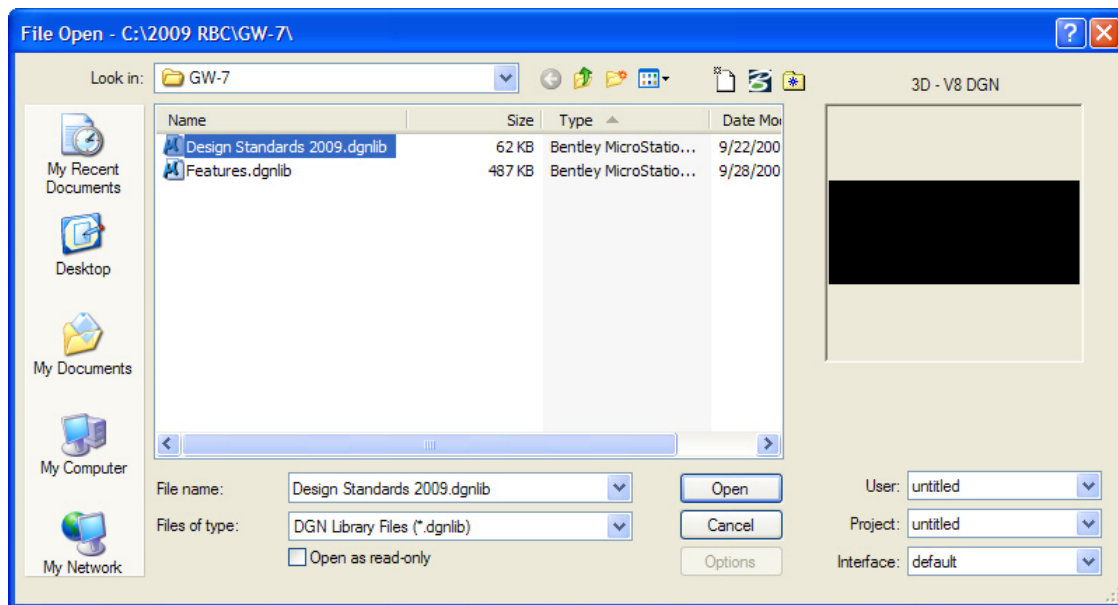 File Open - C:\2009 RBC\GW-7\
Look in: GW-7
3D - V8 DGN
Name Size Type Date Mo
Design Standards 2009.dgnlib 62 KB Bentley MicroStatio... 9/22/200
Features.dgnlib 487 KB Bentley MicroStatio... 9/28/200
My Recent
Documents
Desktop
My Documents
My Computer
My Network
File name: Design Standards 2009.dgnlib Open
Files of type: DGN Library Files (*.dgnlib) Cancel
Open as read-only Options
User: untitled
Project: untitled
Interface: default